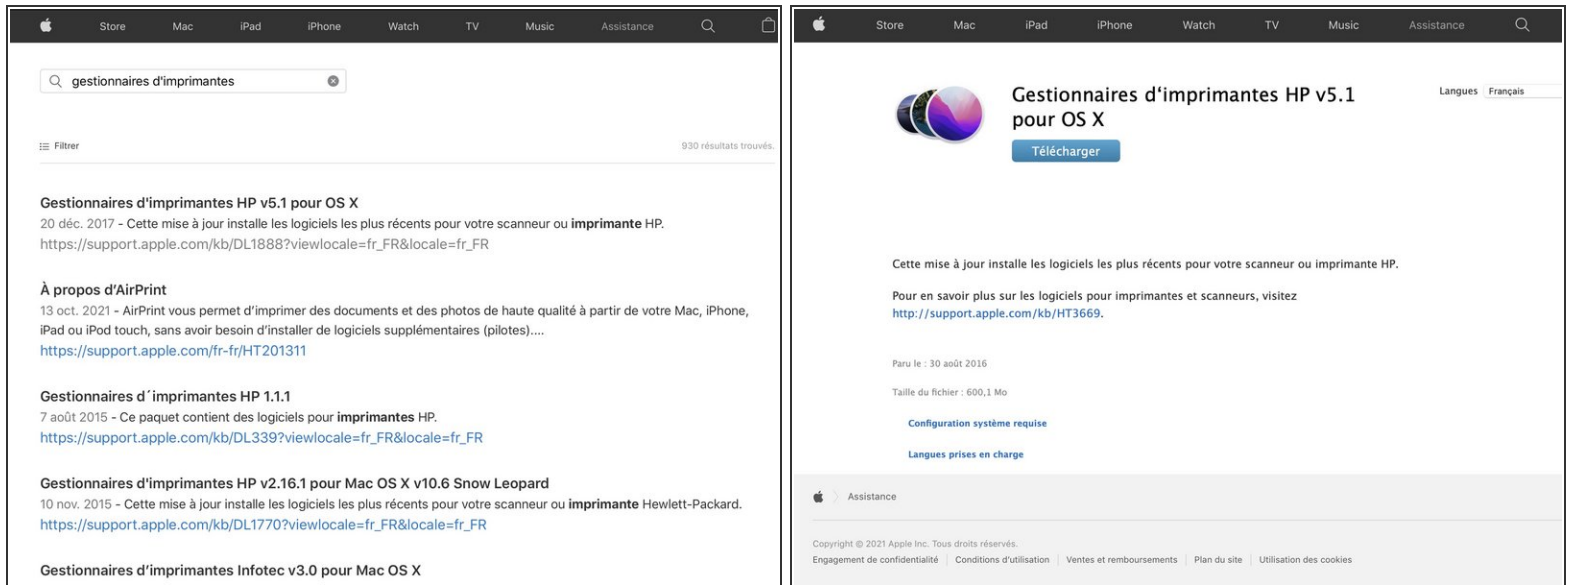 Store Mac iPad iPhone Watch TV Music Assistance
gestionnaires d'imprimantes
Filtrer
930 résultats trouvés.
Gestionnaires d'imprimantes HP v5.1 pour OS X
20 déc. 2017 - Cette mise à jour installe les logiciels les plus récents pour votre scanneur ou imprimante HP.
https://support.apple.com/kb/DL1888?viewlocale=fr_FR&locale=fr_FR
À propos d’AirPrint
13 oct. 2021 - AirPrint vous permet d’imprimer des documents et des photos de haute qualité à partir de votre Mac, iPhone,
iPad ou iPod touch, sans avoir besoin d’installer de logiciels supplémentaires (pilotes)....
https://support.apple.com/fr-fr/HT201311
Gestionnaires d´imprimantes HP 1.1.1
7 août 2015 - Ce paquet contient des logiciels pour imprimantes HP.
https://support.apple.com/kb/DL339?viewlocale=fr_FR&locale=fr_FR
Gestionnaires d'imprimantes HP v2.16.1 pour Mac OS X v10.6 Snow Leopard
10 nov. 2015 - Cette mise à jour installe les logiciels les plus récents pour votre scanneur ou imprimante Hewlett-Packard.
https://support.apple.com/kb/DL1770?viewlocale=fr_FR&locale=fr_FR
Gestionnaires d’imprimantes Infotec v3.0 pour Mac OS X
Store Mac iPad iPhone Watch TV Music Assistance
Gestionnaires d‘imprimantes HP v5.1
pour OS X
Langues Français
Télécharger
Cette mise à jour installe les logiciels les plus récents pour votre scanneur ou imprimante HP.
Pour en savoir plus sur les logiciels pour imprimantes et scanneurs, visitez
http://support.apple.com/kb/HT3669.
Paru le : 30 août 2016
Taille du fichier : 600,1 Mo
Configuration système requise
Langues prises en charge
Assistance
Copyright © 2021 Apple Inc. Tous droits réservés.
Engagement de confidentialité Conditions d'utilisation Ventes et remboursements Plan du site Utilisation des cookies